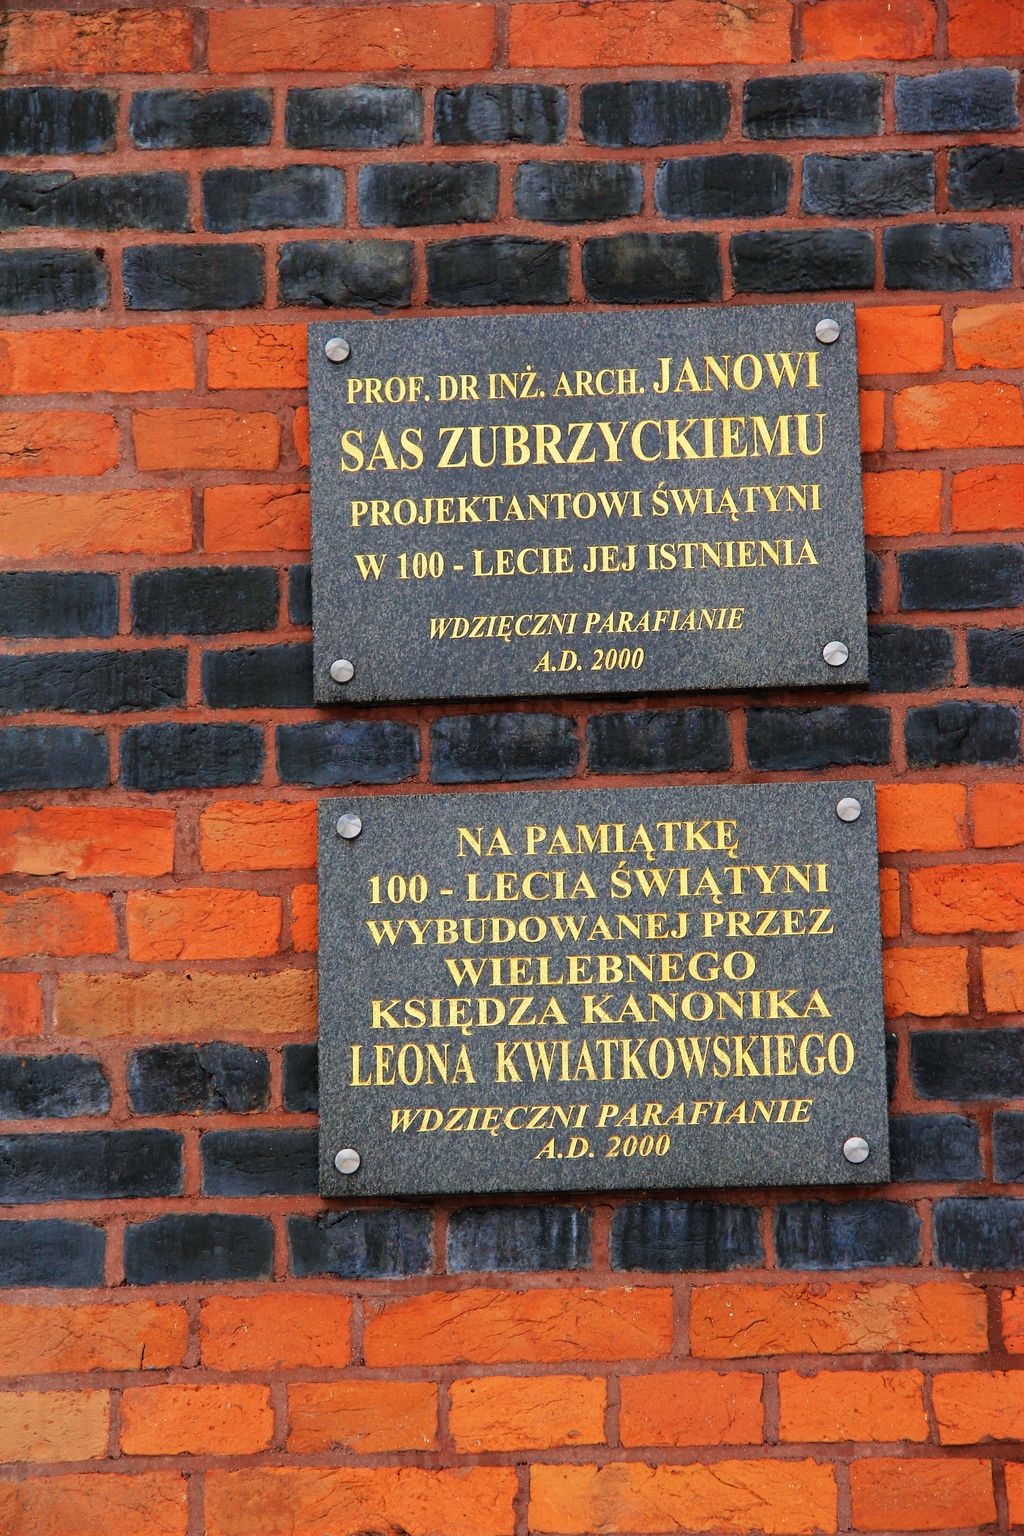 PROF. DR INŻ. ARCH. JANOWI
SAS ZUBRZYCKIEMU
PROJEKTANTOWI ŚWIĄTYNI
W 100 - LECIE JEJ ISTNIENIA
WDZIĘCZNI PARAFIANIE
A.D. 2000
NA PAMIĄTKĘ
100 - LECIA ŚWIĄTYNI
WYBUDOWANEJ PRZEZ
WIELEBNEGO
KSIĘDZA KANONIKA
LEONA KWIATKOWSKIEGO
WDZIĘCZNI PARAFIANIE
A.D. 2000